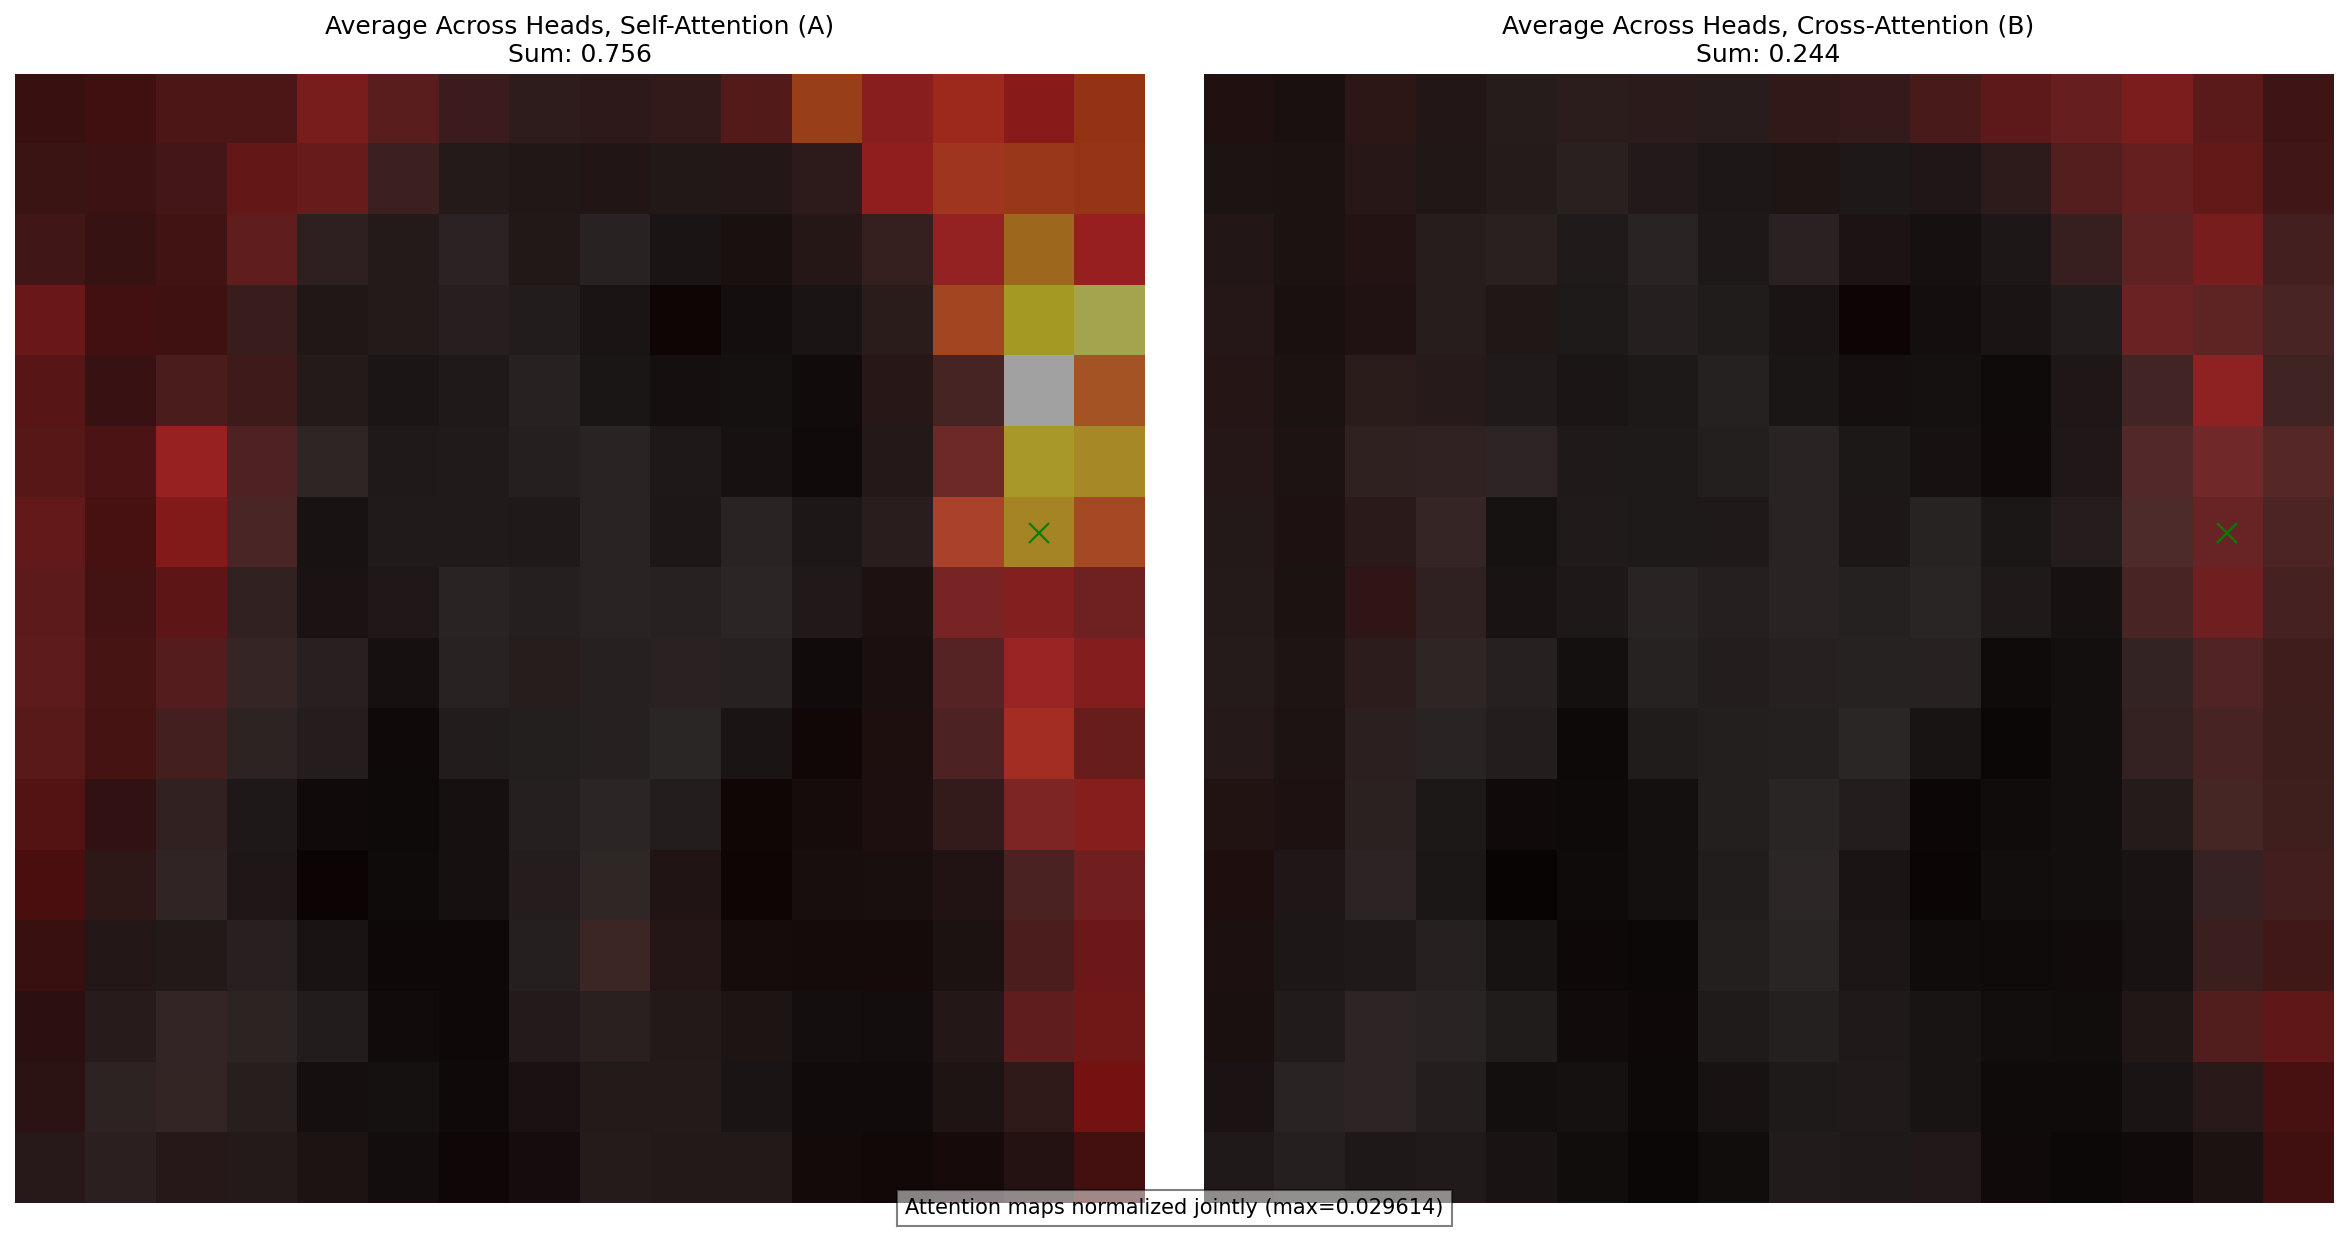 Average Across Heads, Self-Attention (A)
Sum: 0.756
Average Across Heads, Cross-Attention (B)
Sum: 0.244
Attention maps normalized jointly (max=0.029614)